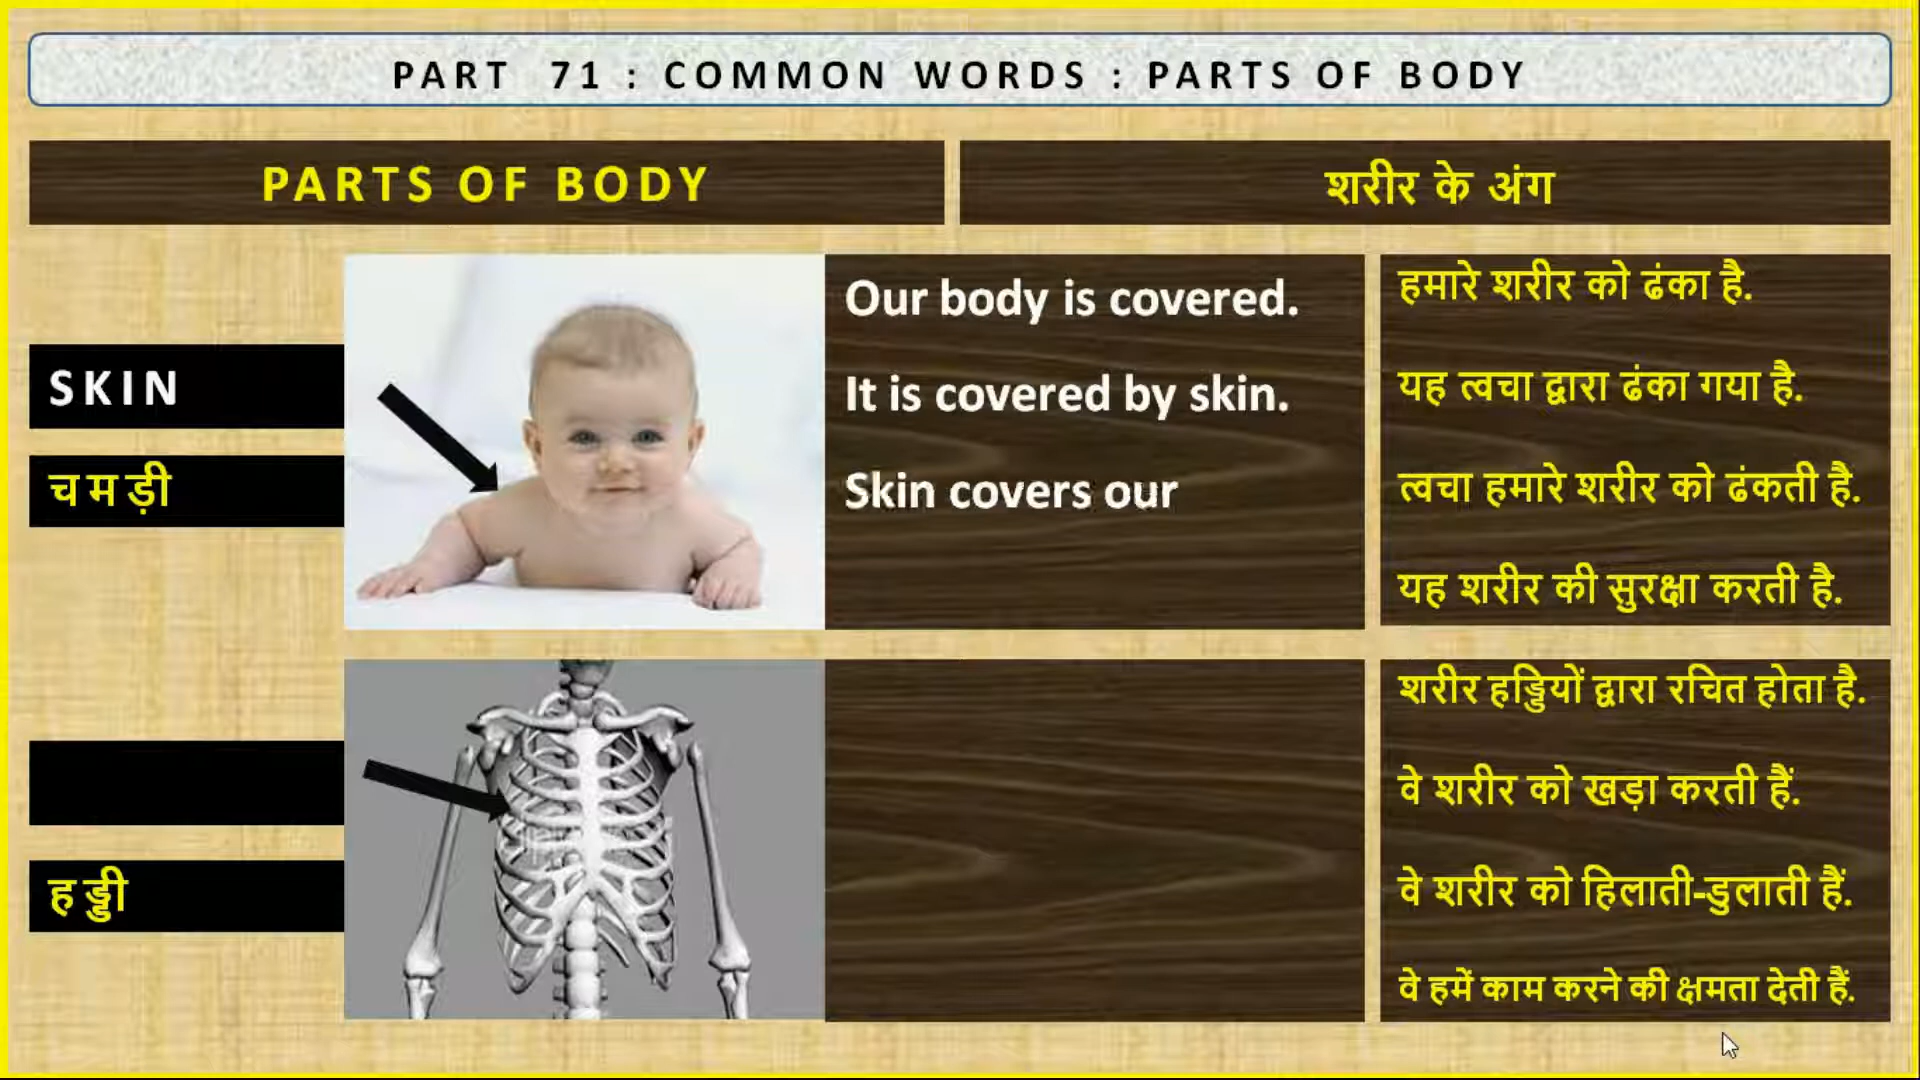 PART 71 : COMMON WORDS : PARTS OF BODY
PARTS OF BODY
शरीर के अंग
SKIN
चमड़ी
Our body is covered.
It is covered by skin.
Skin covers our
हमारे शरीर को ढंका है.
यह त्वचा द्वारा ढंका गया है.
त्वचा हमारे शरीर को ढंकती है.
यह शरीर की सुरक्षा करती है.
हड्डी
शरीर हड्डियों द्वारा रचित होता है.
वे शरीर को खड़ा करती हैं.
वे शरीर को हिलाती-डुलाती हैं.
वे हमें काम करने की क्षमता देती हैं.